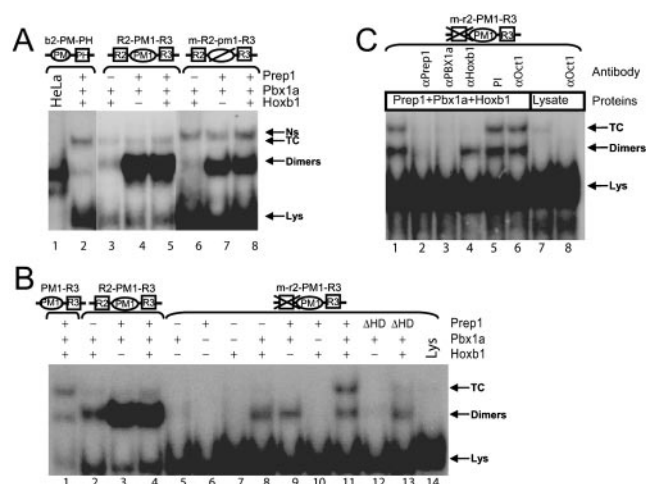 A
b2-PM-PH
R2-PM1-R3
m-R2-pm1-R3
PM
PH
R2
PM1
R3
R2
R3
HeLa
+ − + + + − + Prep1
+ + + + + + + Pbx1a
+ + − + + − + Hoxb1
Ns
TC
Dimers
Lys
1 2 3 4 5 6 7 8
C
m-r2-PM1-R3
PM1
R3
αPrep1
αPBX1a
αHoxb1
PI
αOct1
αOct1
Antibody
Prep1+Pbx1a+Hoxb1
Lysate
Proteins
TC
Dimers
Lys
1 2 3 4 5 6 7 8
B
PM1-R3
R2-PM1-R3
m-r2-PM1-R3
PM1
R3
R2
PM1
R3
PM1
R3
+ − + + − + − − + + + ΔHD ΔHD Prep1
Pbx1a
Hoxb1
Lys
TC
Dimers
Lys
1 2 3 4 5 6 7 8 9 10 11 12 13 14